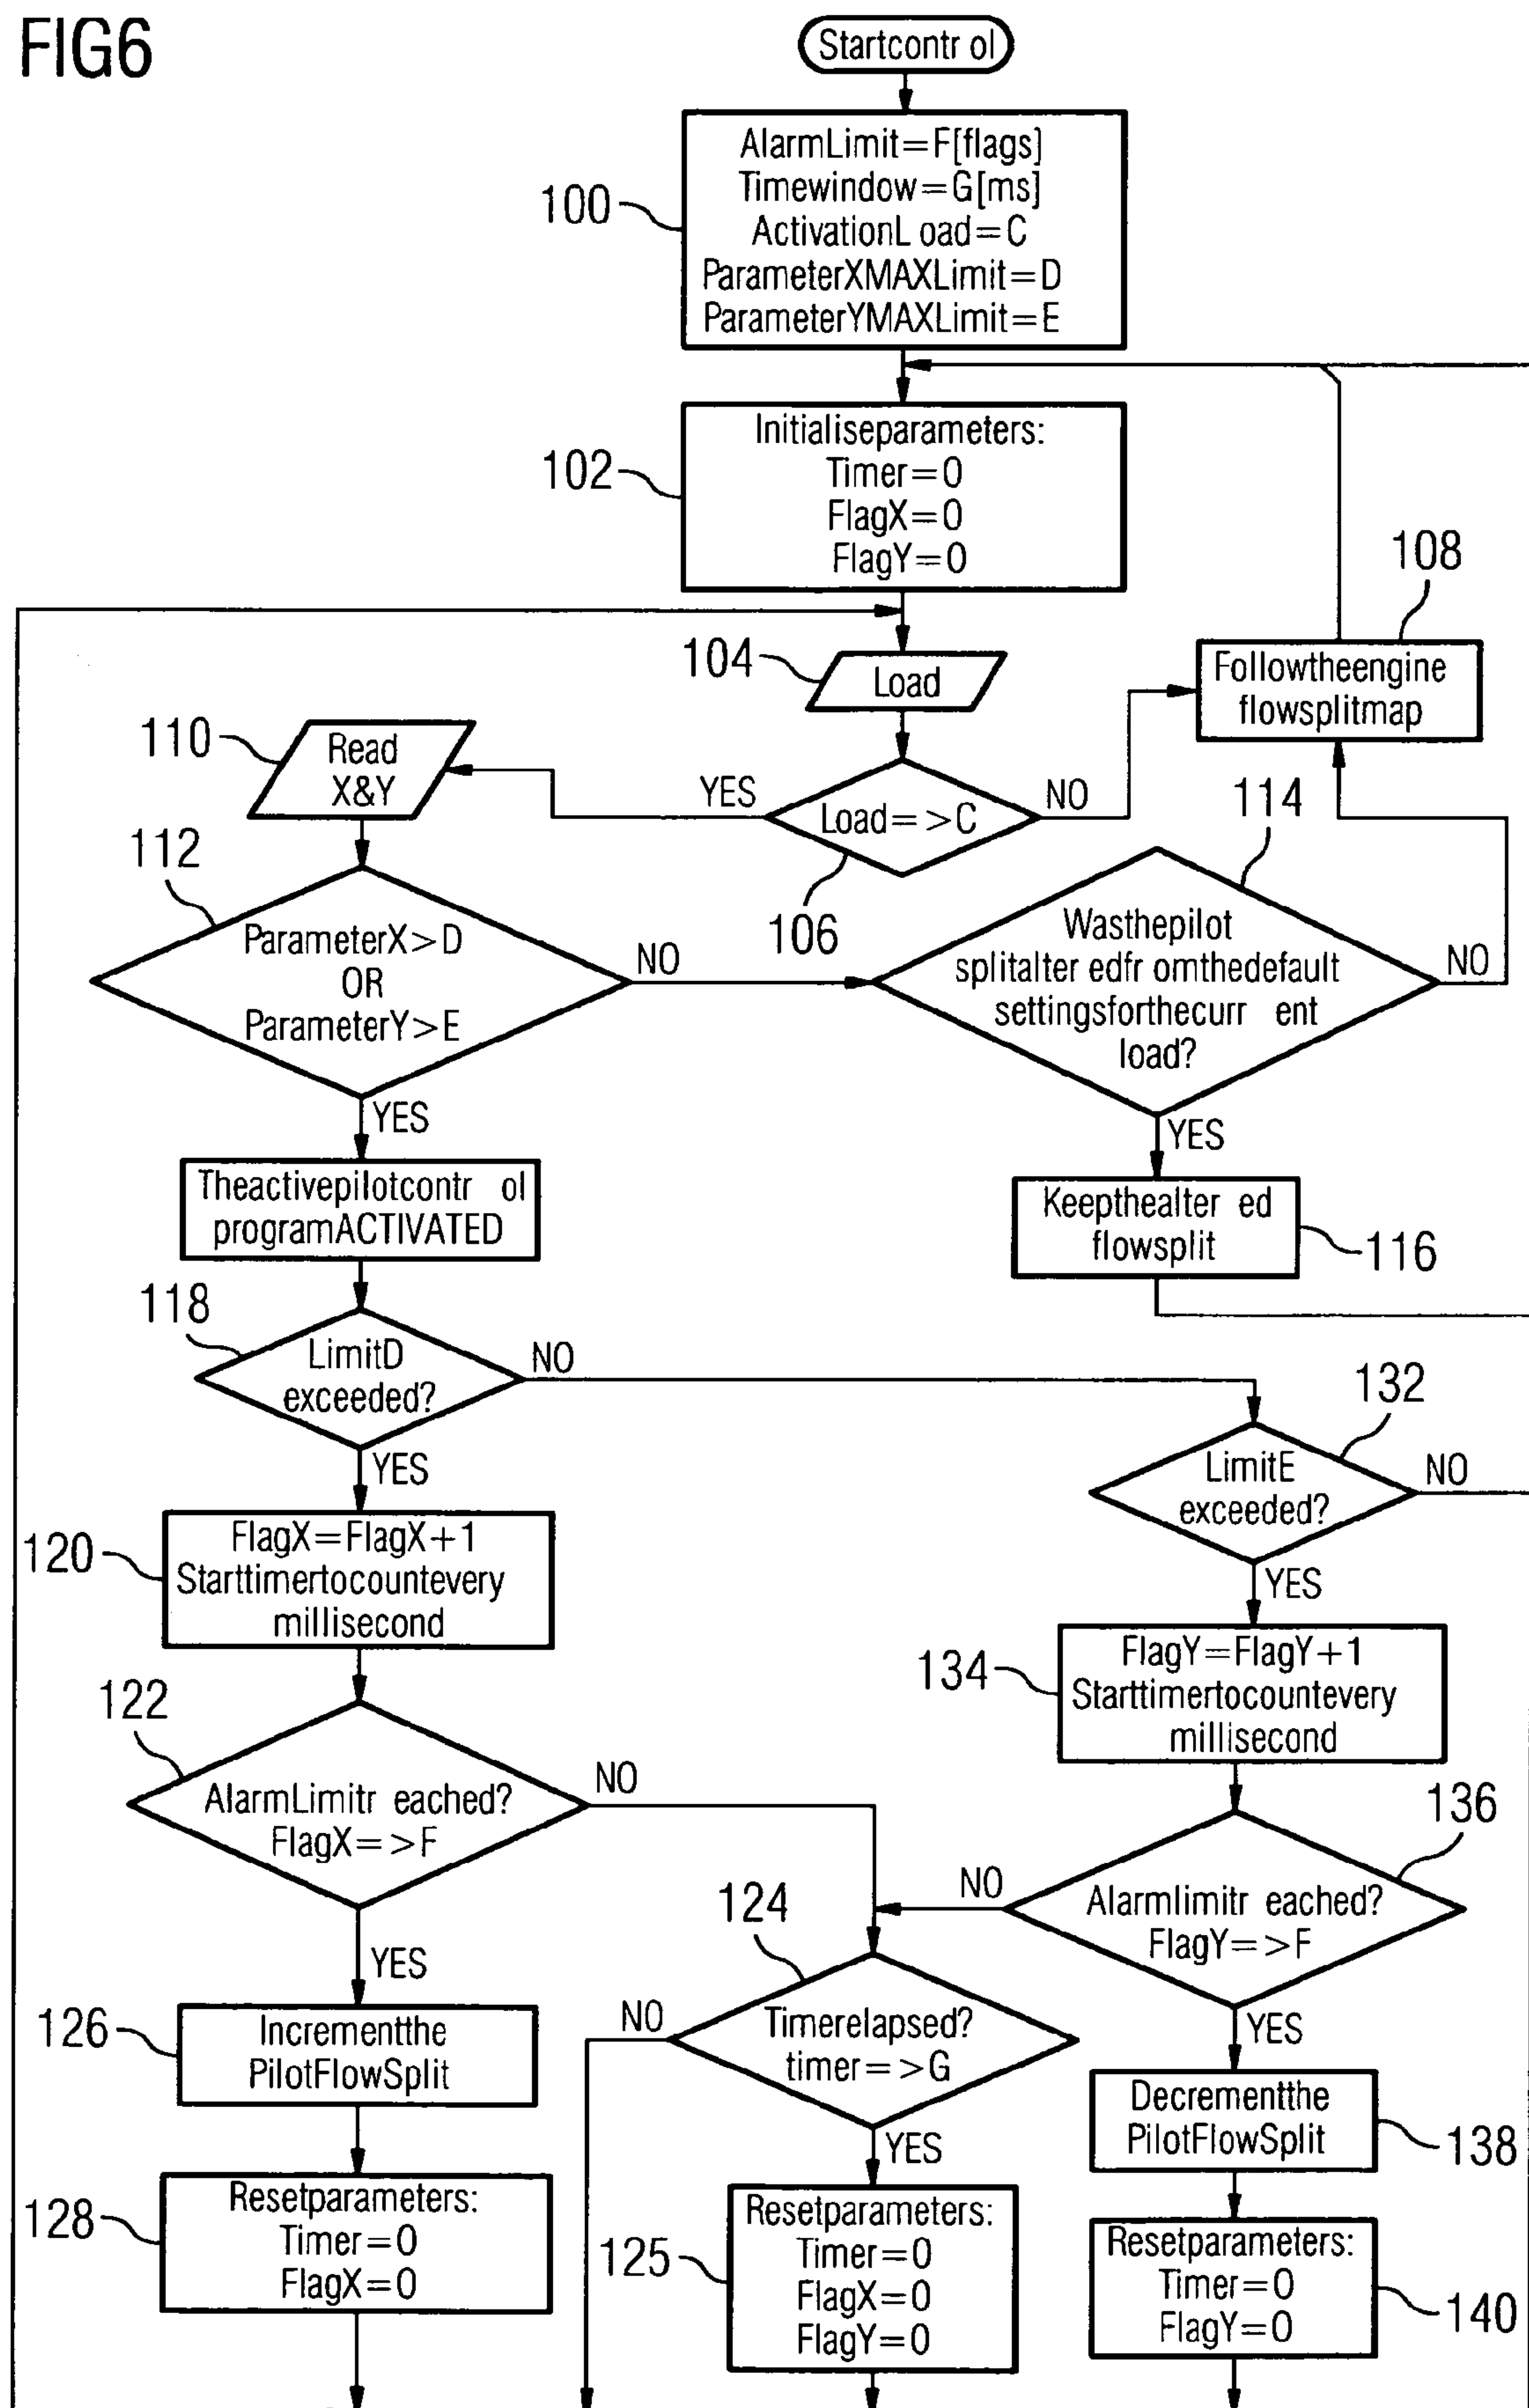 FIG6
Startcontr ol
AlarmLimit=F[flags]
Timewindow=G[ms]
ActivationL oad=C
ParameterXMAXLimit=D
ParameterYMAXLimit=E
100
Initialiseparameters:
Timer=0
FlagX=0
FlagY=0
102
108
104
Load
Followtheengine
flowsplitmap
110
Read
X&Y
YES
Load=>C
NO
106
114
112
ParameterX>D
OR
ParameterY>E
NO
Wasthepilot
splitalter edfr omthedefault
settingsforthecurr ent
load?
NO
YES
YES
Theactivepilotcontr ol
programACTIVATED
Keepthealter ed
flowsplit
116
118
LimitD
exceeded?
NO
132
LimitE
exceeded?
NO
YES
120
FlagX=FlagX+1
Starttimertocountevery
millisecond
YES
134
FlagY=FlagY+1
Starttimertocountevery
millisecond
122
AlarmLimitr eached?
FlagX=>F
NO
136
Alarmlimitr eached?
FlagY=>F
NO
124
YES
126
Incrementthe
PilotFlowSplit
NO
Timerelapsed?
timer=>G
YES
YES
Decrementthe
PilotFlowSplit
138
128
Resetparameters:
Timer=0
FlagX=0
125
Resetparameters:
Timer=0
FlagX=0
FlagY=0
Resetparameters:
Timer=0
FlagY=0
140